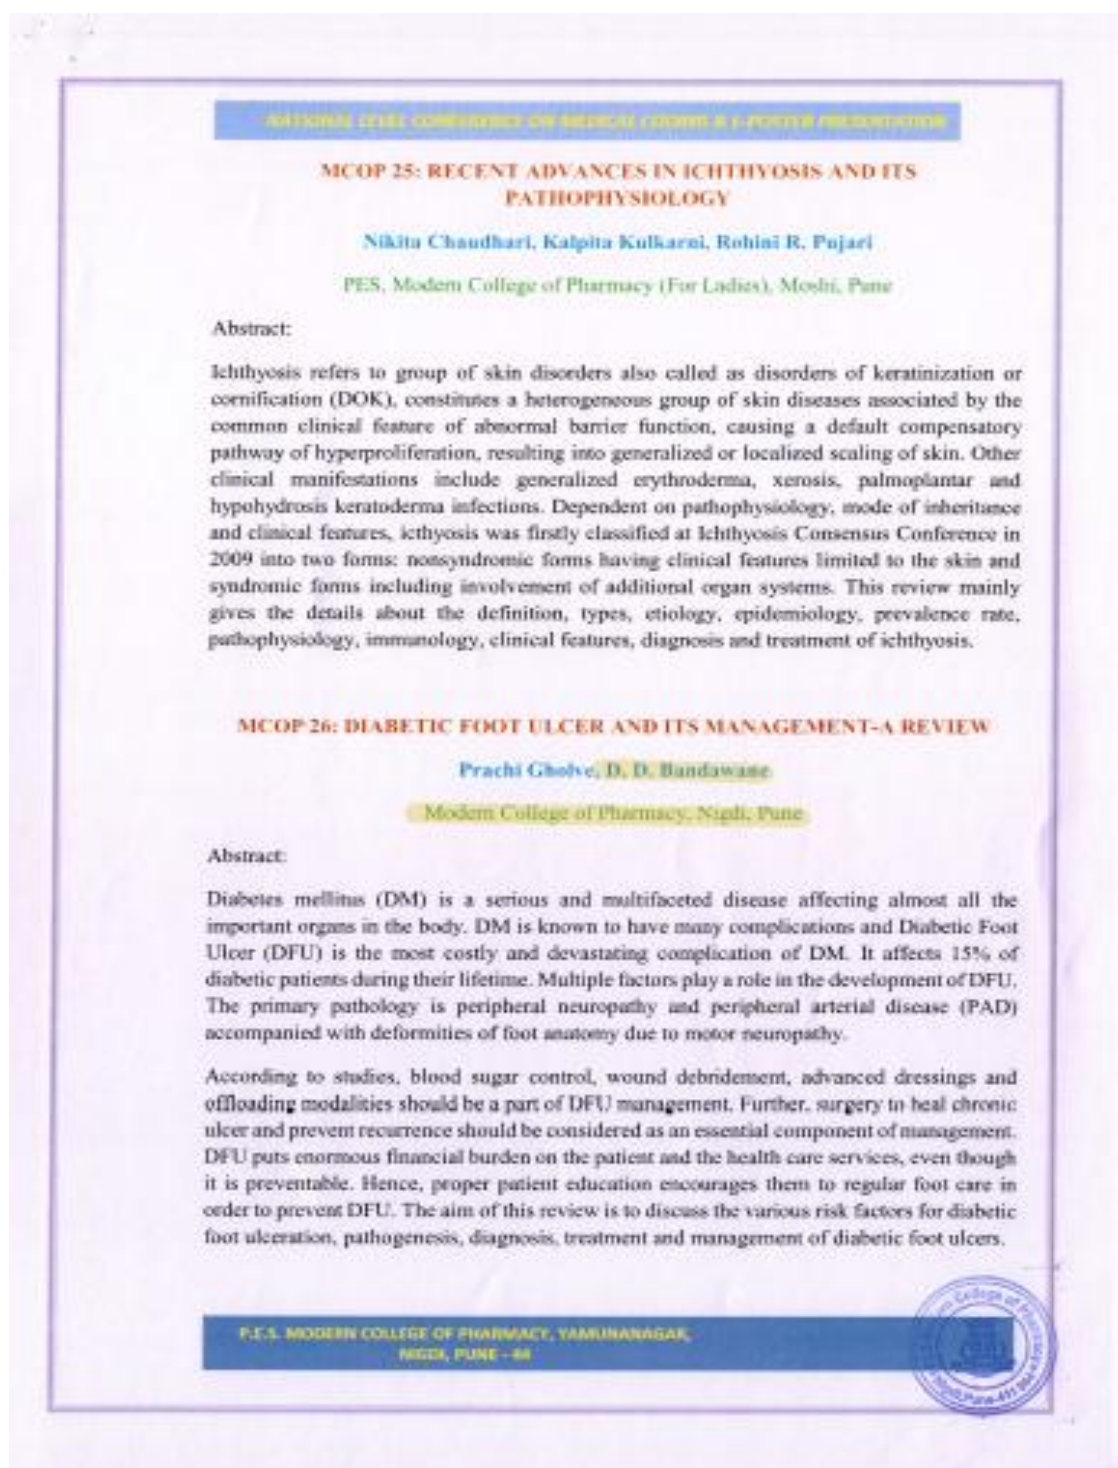 NATIONAL LEVEL CONFERENCE ON MEDICAL CODING & E-POSTER PRESENTATION
MCOP 25: RECENT ADVANCES IN ICHTHYOSIS AND ITS
PATHOPHYSIOLOGY
Nikita Chaudhari, Kalpita Kulkarni, Rohini R. Pujari
PES, Modern College of Pharmacy (For Ladies), Moshi, Pune
Abstract:
Ichthyosis refers to group of skin disorders also called as disorders of keratinization or
cornification (DOK), constitutes a heterogeneous group of skin diseases associated by the
common clinical feature of abnormal barrier function, causing a default compensatory
pathway of hyperproliferation, resulting into generalized or localized scaling of skin. Other
clinical manifestations include generalized erythroderma, xerosis, palmoplantar and
hypohydrosis keratoderma infections. Dependent on pathophysiology, mode of inheritance
and clinical features, icthyosis was firstly classified at Ichthyosis Consensus Conference in
2009 into two forms: nonsyndromic forms having clinical features limited to the skin and
syndromic forms including involvement of additional organ systems. This review mainly
gives the details about the definition, types, etiology, epidemiology, prevalence rate,
pathophysiology, immunology, clinical features, diagnosis and treatment of ichthyosis.
MCOP 26: DIABETIC FOOT ULCER AND ITS MANAGEMENT-A REVIEW
Prachi Gholve, D. D. Bandawane
Modern College of Pharmacy, Nigdi, Pune
Abstract:
Diabetes mellitus (DM) is a serious and multifaceted disease affecting almost all the
important organs in the body. DM is known to have many complications and Diabetic Foot
Ulcer (DFU) is the most costly and devastating complication of DM. It affects 15% of
diabetic patients during their lifetime. Multiple factors play a role in the development of DFU.
The primary pathology is peripheral neuropathy and peripheral arterial disease (PAD)
accompanied with deformities of foot anatomy due to motor neuropathy.
According to studies, blood sugar control, wound debridement, advanced dressings and
offloading modalities should be a part of DFU management. Further, surgery to heal chronic
ulcer and prevent recurrence should be considered as an essential component of management.
DFU puts enormous financial burden on the patient and the health care services, even though
it is preventable. Hence, proper patient education encourages them to regular foot care in
order to prevent DFU. The aim of this review is to discuss the various risk factors for diabetic
foot ulceration, pathogenesis, diagnosis, treatment and management of diabetic foot ulcers.
P.E.S. MODERN COLLEGE OF PHARMACY, YAMUNANAGAR,
NIGDI, PUNE - 44
College of